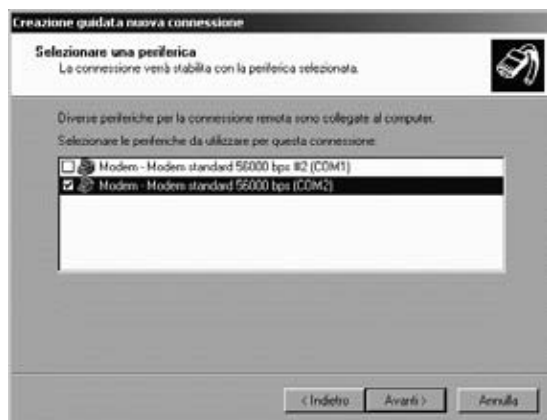 Creazione guidata nuova connessione
Selezionare una periferica
La connessione verrà stabilita con la periferica selezionata.
Diverse periferiche per la connessione remota sono collegate al computer.
Selezionare le periferiche da utilizzare per questa connessione:
Modem - Modem standard 56000 bps #2 (COM1)
Modem - Modem standard 56000 bps (COM2)
< Indietro
Avanti >
Annulla